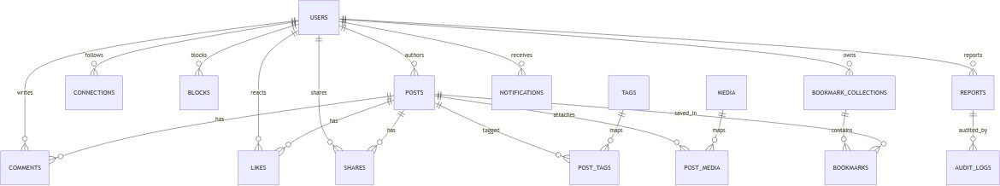 USERS
follows
blocks
authors
receives
owns
reports
writes
CONNECTIONS
BLOCKS
reacts
shares
POSTS
NOTIFICATIONS
TAGS
MEDIA
BOOKMARK_COLLECTIONS
REPORTS
has
has
has
tagged
attaches
maps
maps
saved_in
contains
audited_by
COMMENTS
LIKES
SHARES
POST_TAGS
POST_MEDIA
BOOKMARKS
AUDIT_LOGS